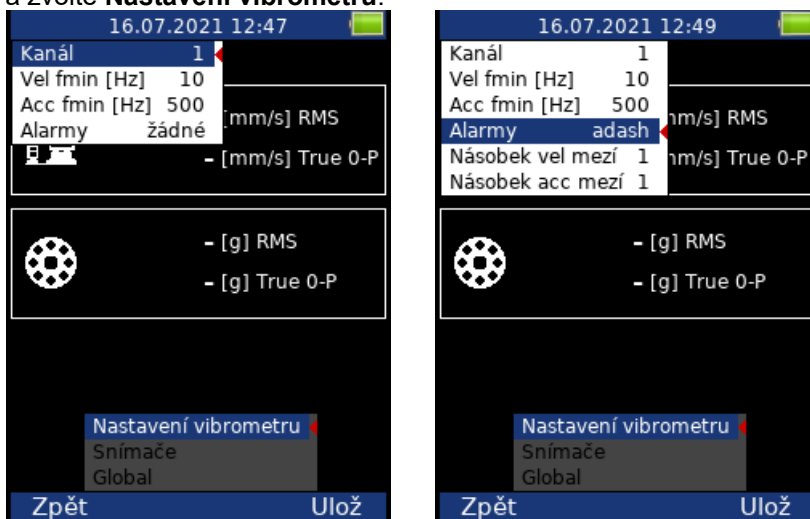 a zvolte Nastavení vibrometru.
16.07.2021 12:47
Kanál 1
Vel fmin [Hz] 10
Acc fmin [Hz] 500
Alarmy žádné
[mm/s] RMS
- [mm/s] True 0-P
- [g] RMS
- [g] True 0-P
Nastavení vibrometru
Snímače
Global
Zpět Ulož
16.07.2021 12:49
Kanál 1
Vel fmin [Hz] 10
Acc fmin [Hz] 500
Alarmy adash
Násobek vel mezí 1
Násobek acc mezí 1
mm/s] RMS
mm/s] True 0-P
- [g] RMS
- [g] True 0-P
Nastavení vibrometru
Snímače
Global
Zpět Ulož